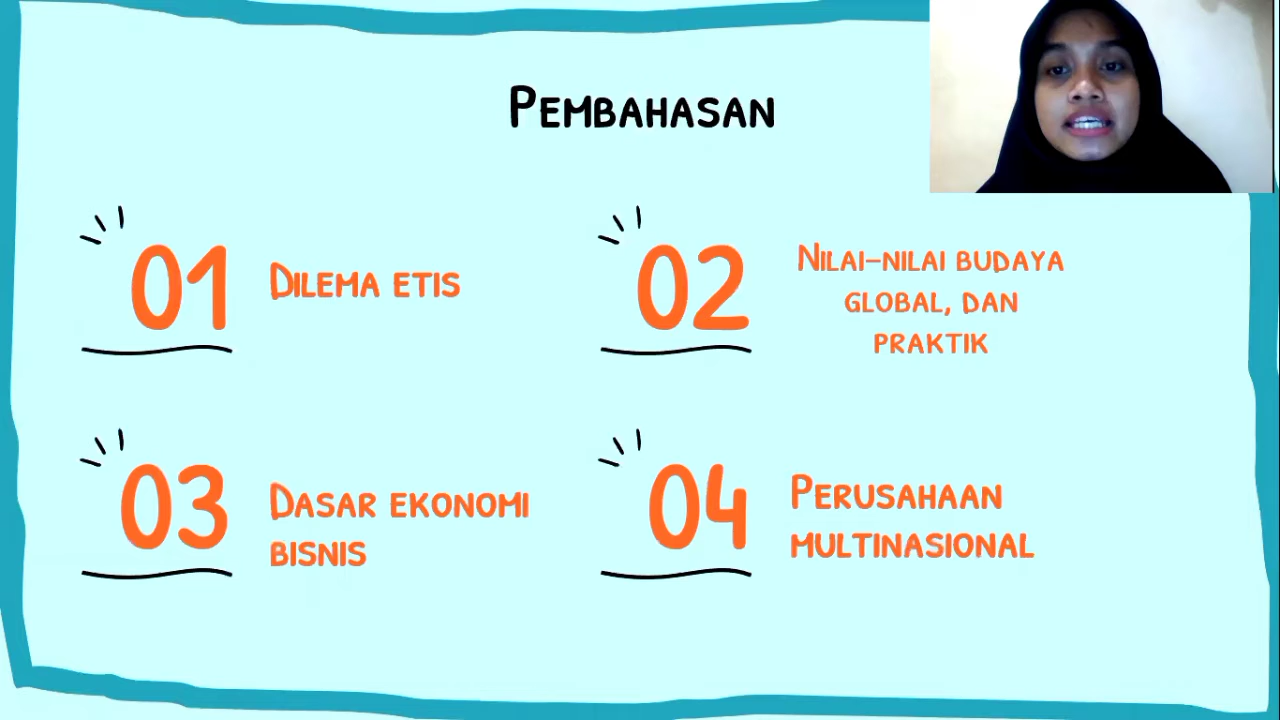 Pembahasan
01
Dilema etis
02
Nilai-nilai budaya
global, dan
praktik
03
Dasar ekonomi
bisnis
04
Perusahaan
multinasional